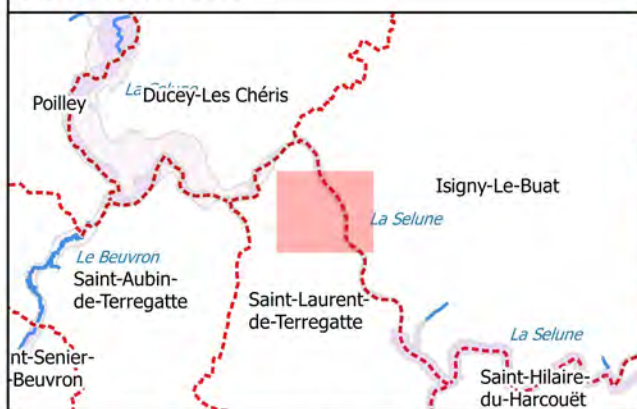 La Selune
Poilley
Ducey-Les Chéris
Isigny-Le-Buat
La Selune
Le Beuvron
Saint-Aubin-
de-Terregatte
Saint-Laurent-
de-Terregatte
La Selune
nt-Senier-
-Beuvron
Saint-Hilaire-
du-Harcouët